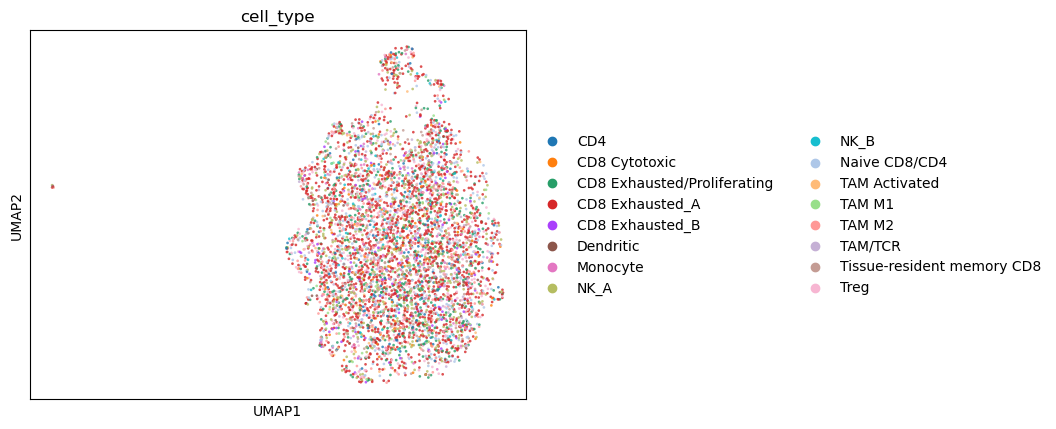 cell_type
UMAP2
UMAP1
CD4
CD8 Cytotoxic
CD8 Exhausted/Proliferating
CD8 Exhausted_A
CD8 Exhausted_B
Dendritic
Monocyte
NK_A
NK_B
Naive CD8/CD4
TAM Activated
TAM M1
TAM M2
TAM/TCR
Tissue-resident memory CD8
Treg